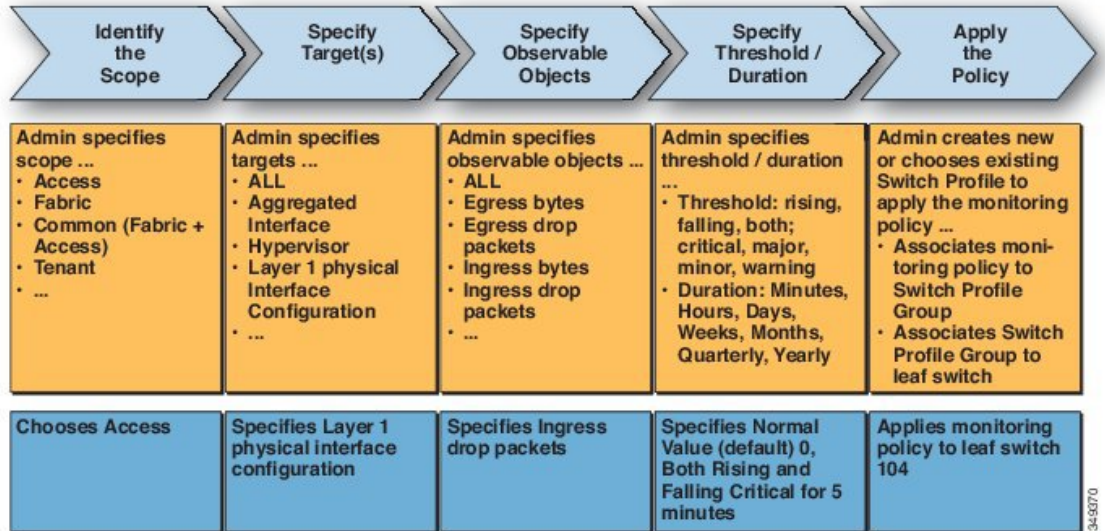 Identify
the
Scope
Specify
Target(s)
Specify
Observable
Objects
Specify
Threshold /
Duration
Apply
the
Policy
Admin specifies
scope ...
• Access
• Fabric
• Common (Fabric +
Access)
• Tenant
• ...
Admin specifies
targets ...
• ALL
• Aggregated
Interface
• Hypervisor
• Layer 1 physical
Interface
Configuration
• ...
Admin specifies
observable objects ...
• ALL
• Egress bytes
• Egress drop
packets
• Ingress bytes
• Ingress drop
packets
• ...
Admin specifies
threshold / duration
...
• Threshold: rising,
falling, both;
critical, major,
minor, warning
• Duration: Minutes,
Hours, Days,
Weeks, Months,
Quarterly, Yearly
Admin creates new
or chooses existing
Switch Profile to
apply the monitoring
policy ...
• Associates moni-
toring policy to
Switch Profile
Group
• Associates Switch
Profile Group to
leaf switch
Chooses Access
Specifies Layer 1
physical interface
configuration
Specifies Ingress
drop packets
Specifies Normal
Value (default) 0,
Both Rising and
Falling Critical for 5
minutes
Applies monitoring
policy to leaf switch
104
349370